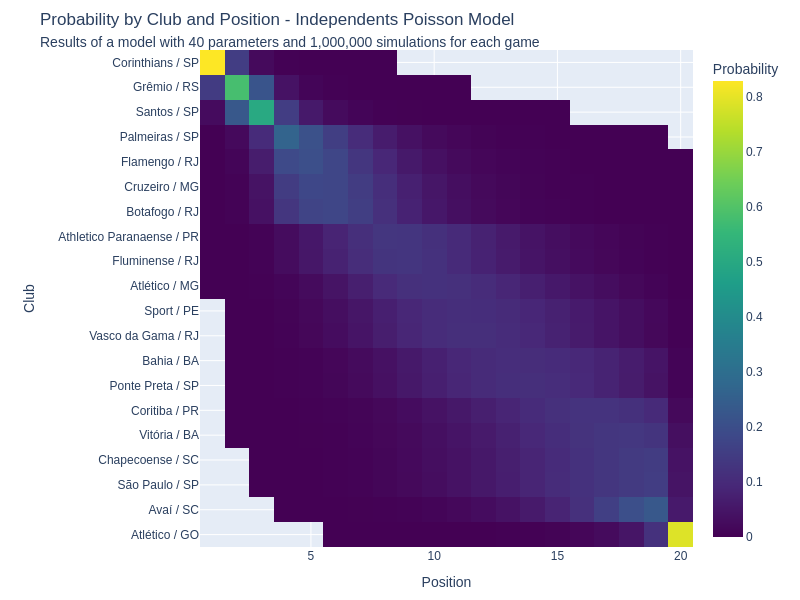 Probability by Club and Position - Independents Poisson Model
Results of a model with 40 parameters and 1,000,000 simulations for each game
Probability
Corinthians / SP
Grêmio / RS
Santos / SP
Palmeiras / SP
Flamengo / RJ
Cruzeiro / MG
Botafogo / RJ
Athletico Paranaense / PR
Fluminense / RJ
Atlético / MG
Sport / PE
Vasco da Gama / RJ
Bahia / BA
Ponte Preta / SP
Coritiba / PR
Vitória / BA
Chapecoense / SC
São Paulo / SP
Avaí / SC
Atlético / GO
Club
5 10 15 20
Position
0.8
0.7
0.6
0.5
0.4
0.3
0.2
0.1
0